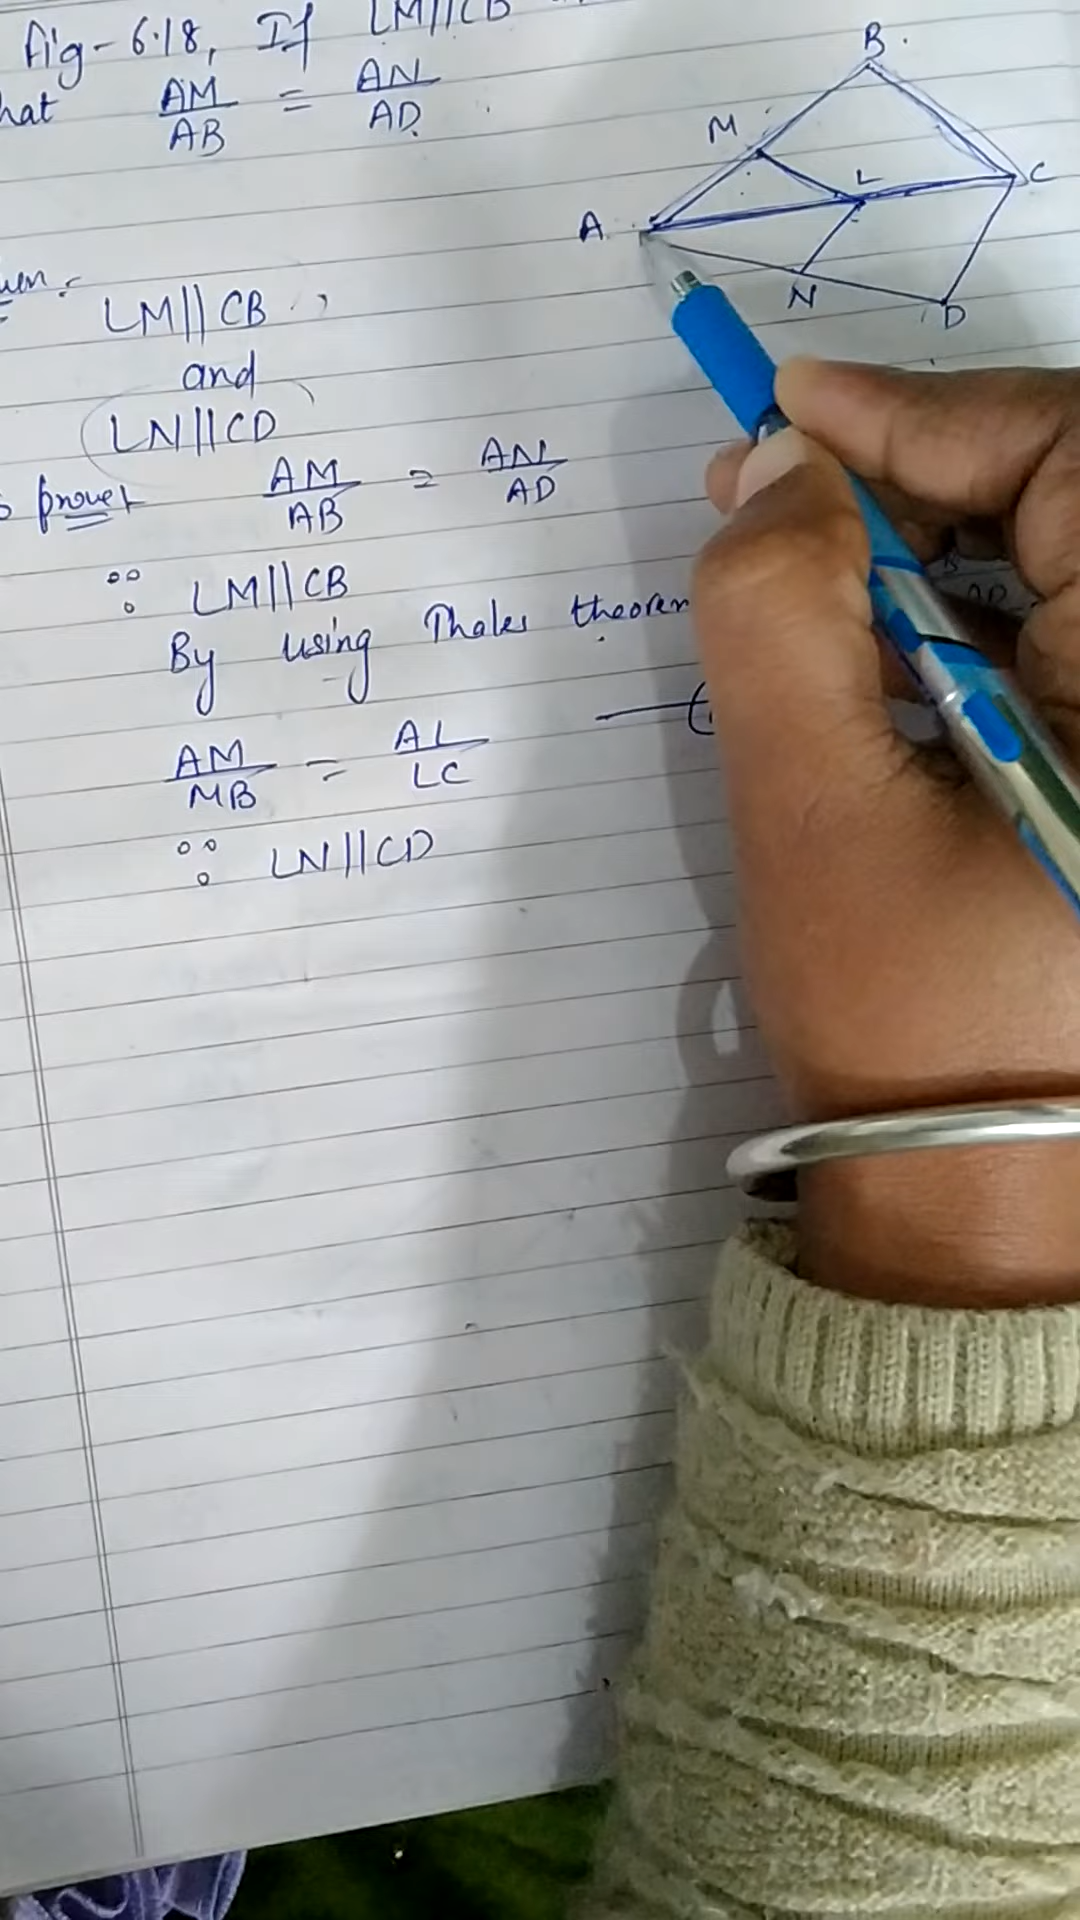 fig-6.18, If LM||CB
hat AM/AB = AN/AD.
B
M
L
C
A
N
D
LM||CB,
and
LN||CD
prove AM/AB = AN/AD
∵ LM||CB
By using Thales theorem
AM/MB = AL/LC
∵ LN||CD